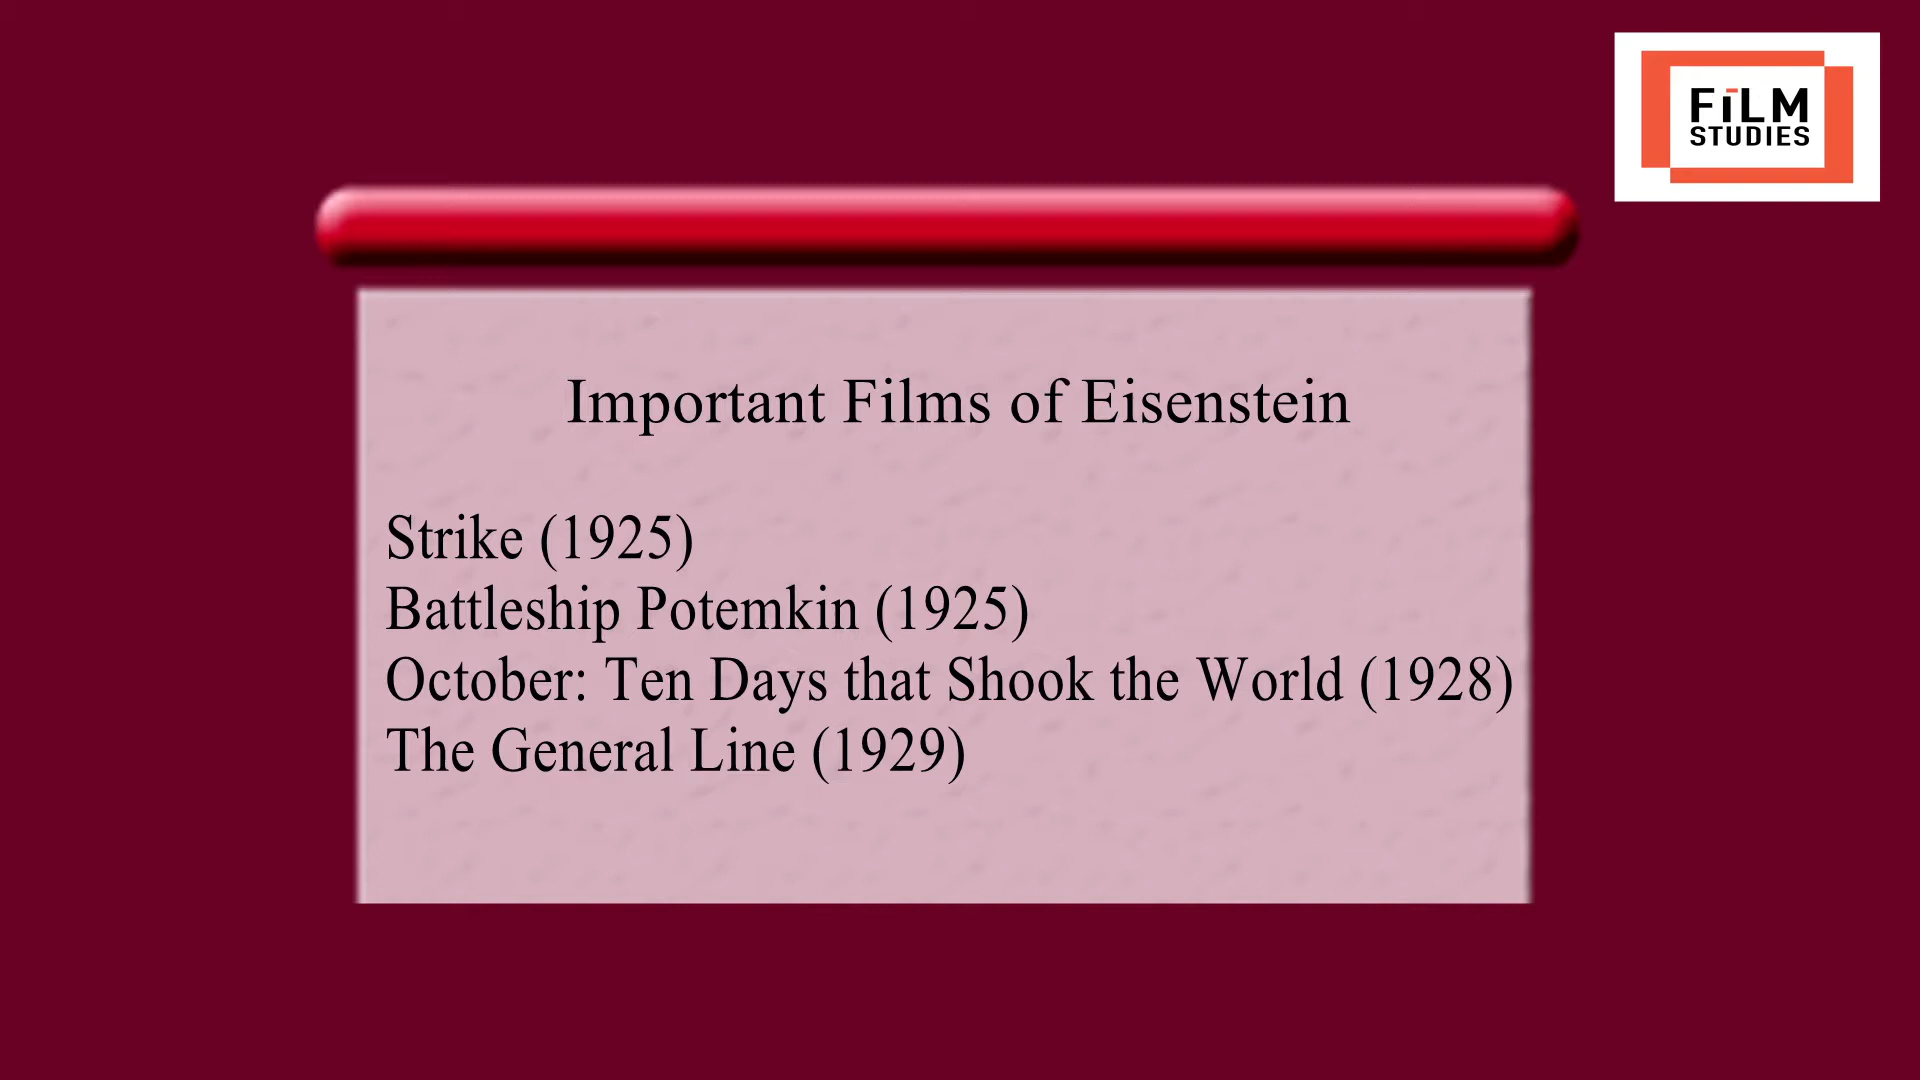 FiLM
STUDIES
Important Films of Eisenstein
Strike (1925)
Battleship Potemkin (1925)
October: Ten Days that Shook the World (1928)
The General Line (1929)